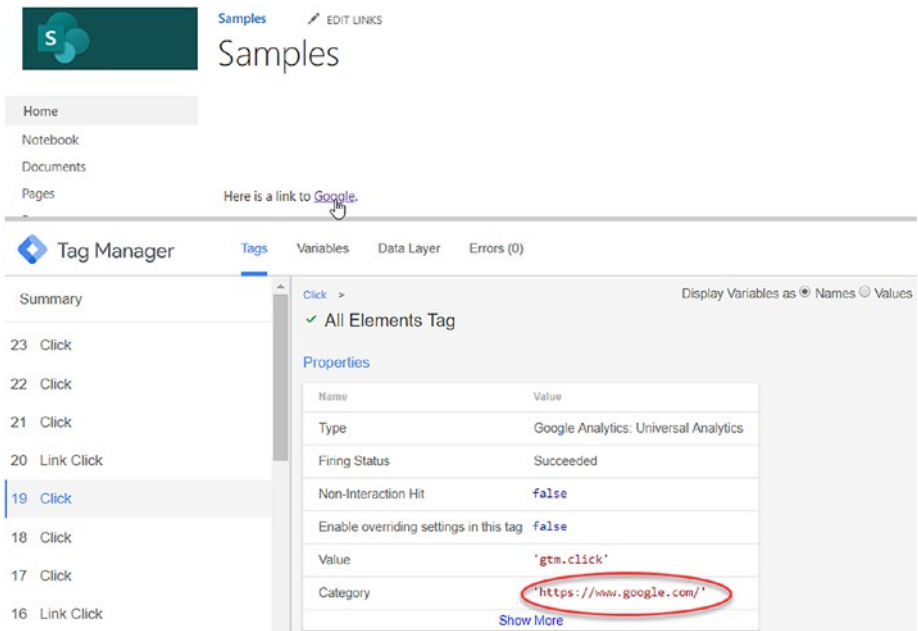 S
Samples EDIT LINKS
Samples
Home
Notebook
Documents
Pages
Here is a link to Google.
Tag Manager
Tags Variables Data Layer Errors (0)
Summary
23 Click
22 Click
21 Click
20 Link Click
19 Click
18 Click
17 Click
16 Link Click
Click >
Display Variables as Names Values
All Elements Tag
Properties
Name Value
Type Google Analytics: Universal Analytics
Firing Status Succeeded
Non-Interaction Hit false
Enable overriding settings in this tag false
Value 'gtm.click'
Category 'https://www.google.com/'
Show More